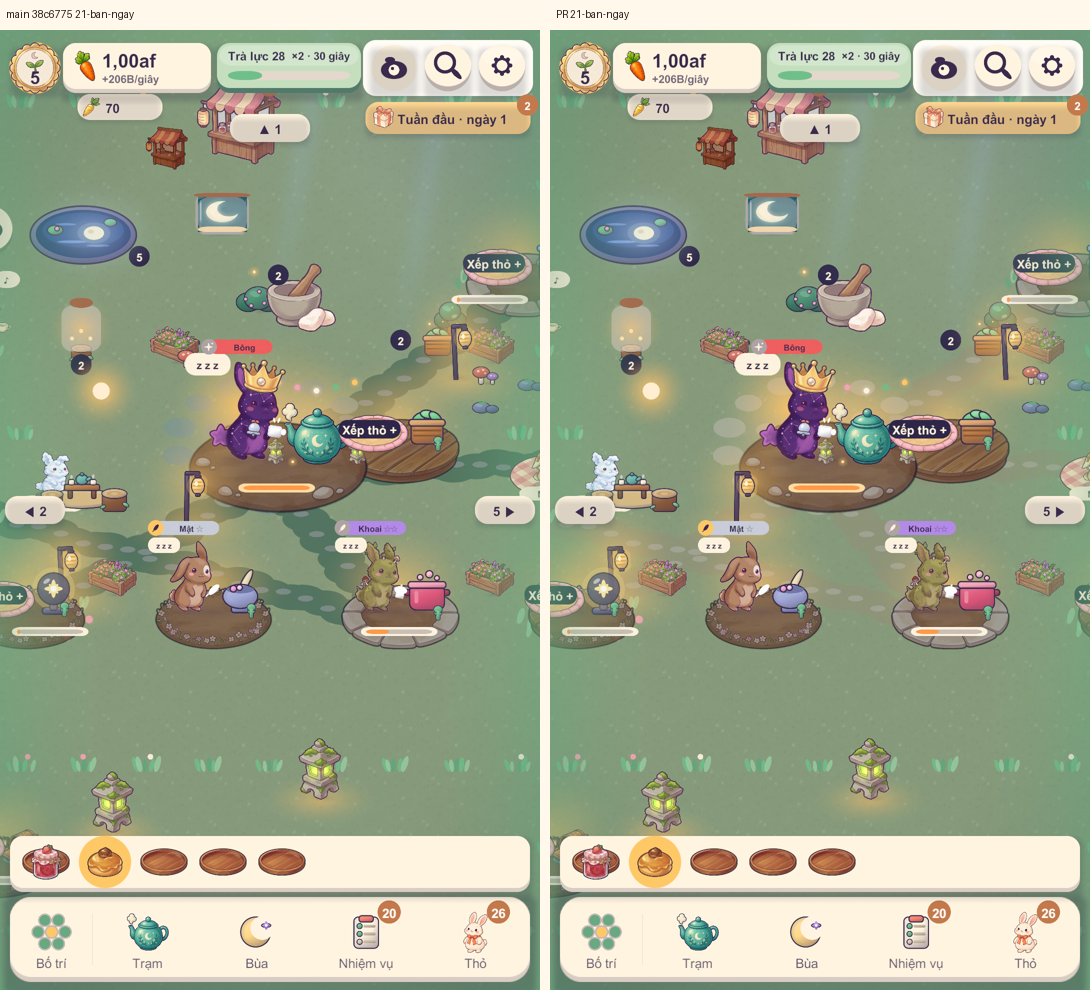 main 38c6775 21-ban-ngay
5
1,00af
+206B/giây
70
Trà lực 28 ×2 · 30 giây
Tuần đầu · ngày 1
2
▲ 1
5
2
Xếp thỏ +
2
2
Bông
z z z
Xếp thỏ +
◀ 2
5 ▶
Mật ☆
z z z
Khoai ☆☆
z z z
hỏ +
Xế
20
26
Bố trí
Trạm
Bùa
Nhiệm vụ
Thỏ
PR 21-ban-ngay
5
1,00af
+206B/giây
70
Trà lực 28 ×2 · 30 giây
Tuần đầu · ngày 1
2
▲ 1
5
2
Xếp thỏ +
2
2
Bông
z z z
Xếp thỏ +
◀ 2
5 ▶
Mật ☆
z z z
Khoai ☆☆
z z z
hỏ +
Xế
20
26
Bố trí
Trạm
Bùa
Nhiệm vụ
Thỏ